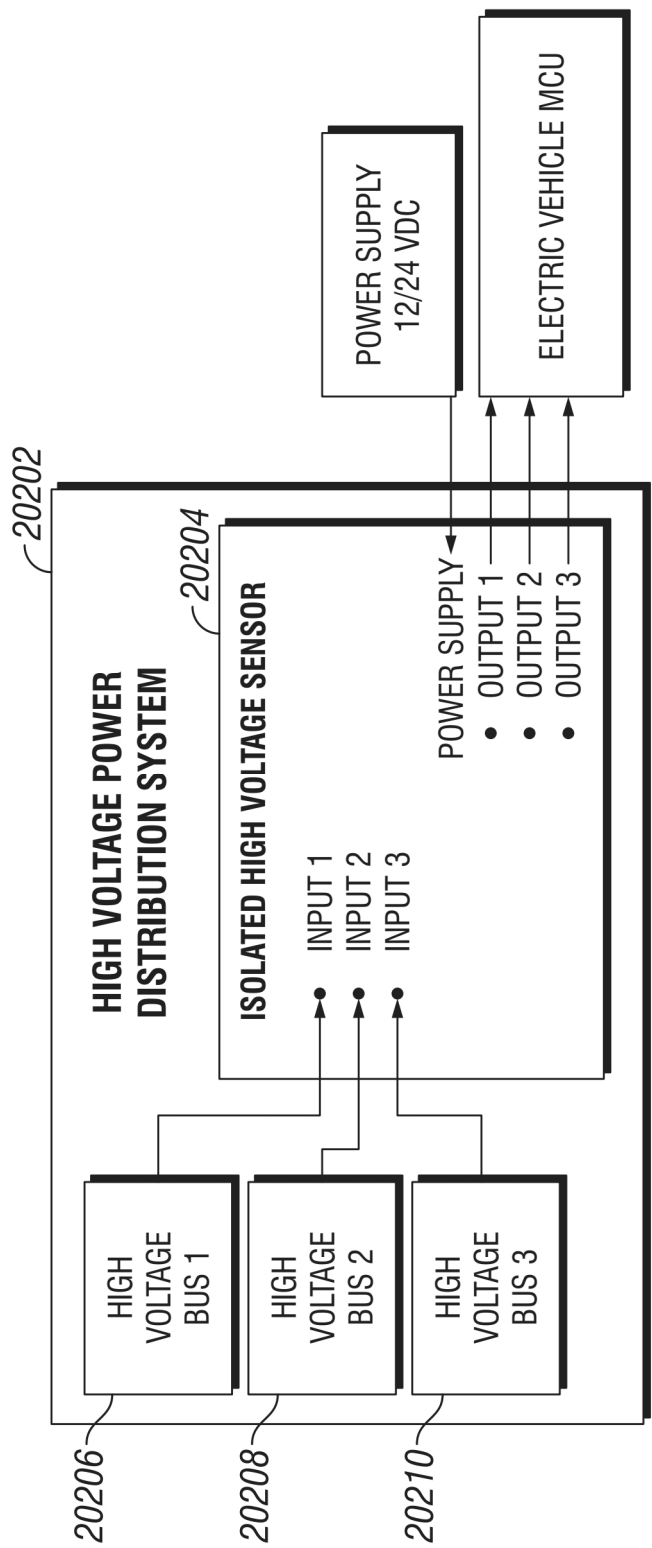 20202
HIGH VOLTAGE POWER
DISTRIBUTION SYSTEM
20204
ISOLATED HIGH VOLTAGE SENSOR
20206
HIGH
VOLTAGE
BUS 1
20208
HIGH
VOLTAGE
BUS 2
20210
HIGH
VOLTAGE
BUS 3
INPUT 1
INPUT 2
INPUT 3
POWER SUPPLY
OUTPUT 1
OUTPUT 2
OUTPUT 3
POWER SUPPLY
12/24 VDC
ELECTRIC VEHICLE MCU